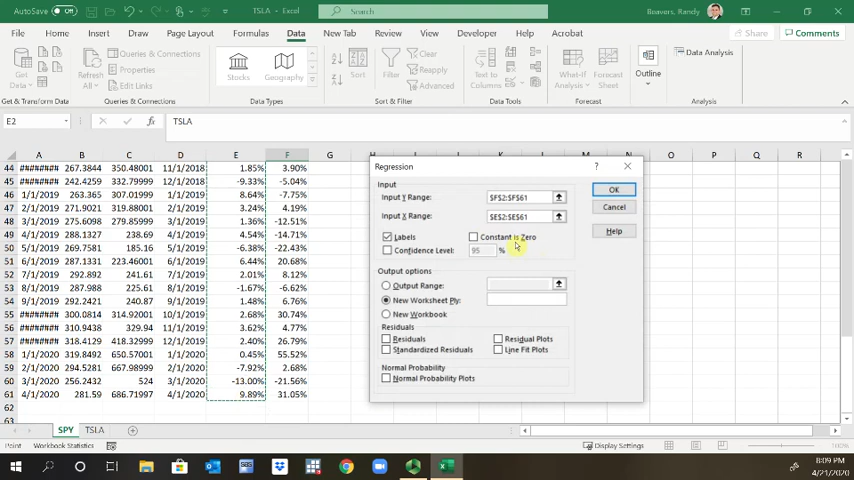 AutoSave Off TSLA - Excel Search Beavers, Randy
File Home Insert Draw Page Layout Formulas Data New Tab Review View Developer Help Acrobat Share Comments
Get Data Refresh All Queries & Connections Properties Edit Links Stocks Geography Sort Filter Clear Reapply Advanced Text to Columns What-If Analysis Forecast Sheet Outline Data Analysis
Get & Transform Data Queries & Connections Data Types Sort & Filter Data Tools Forecast Analysis
E2 fx TSLA
A B C D E F G H N O P Q R
44 ######## 267.3844 350.48001 11/1/2018 1.85% 3.90%
45 ######## 242.4259 332.79999 12/1/2018 -9.33% -5.04%
46 1/1/2019 263.365 307.01999 1/1/2019 8.64% -7.75%
47 2/1/2019 271.9023 319.88 2/1/2019 3.24% 4.19%
48 3/1/2019 275.6098 279.85999 3/1/2019 1.36% -12.51%
49 4/1/2019 288.1327 238.69 4/1/2019 4.54% -14.71%
50 5/1/2019 269.7578 185.16 5/1/2019 -6.38% -22.43%
51 6/1/2019 287.1331 223.46001 6/1/2019 6.44% 20.68%
52 7/1/2019 292.892 241.61 7/1/2019 2.01% 8.12%
53 8/1/2019 287.989 225.61 8/1/2019 -1.67% -6.62%
54 9/1/2019 292.2421 240.87 9/1/2019 1.48% 6.76%
55 ######## 300.0814 314.92001 10/1/2019 2.68% 30.74%
56 ######## 310.9438 329.94 11/1/2019 3.62% 4.77%
57 ######## 318.4129 418.32999 12/1/2019 2.40% 26.79%
58 1/1/2020 319.8492 650.57001 1/1/2020 0.45% 55.52%
59 2/1/2020 294.5281 667.98999 2/1/2020 -7.92% 2.68%
60 3/1/2020 256.2432 524 3/1/2020 -13.00% -21.56%
61 4/1/2020 281.59 686.71997 4/1/2020 9.89% 31.05%
62
63
Regression ?
Input
Input Y Range: $F$2:$F$61 OK
Input X Range: $E$2:$E$61 Cancel
Labels Constant is Zero Help
Confidence Level: 95 %
Output options
Output Range:
New Worksheet Ply:
New Workbook
Residuals
Residuals Residual Plots
Standardized Residuals Line Fit Plots
Normal Probability
Normal Probability Plots
SPY TSLA
Point Workbook Statistics Display Settings 100%
8:09 PM
4/21/2020